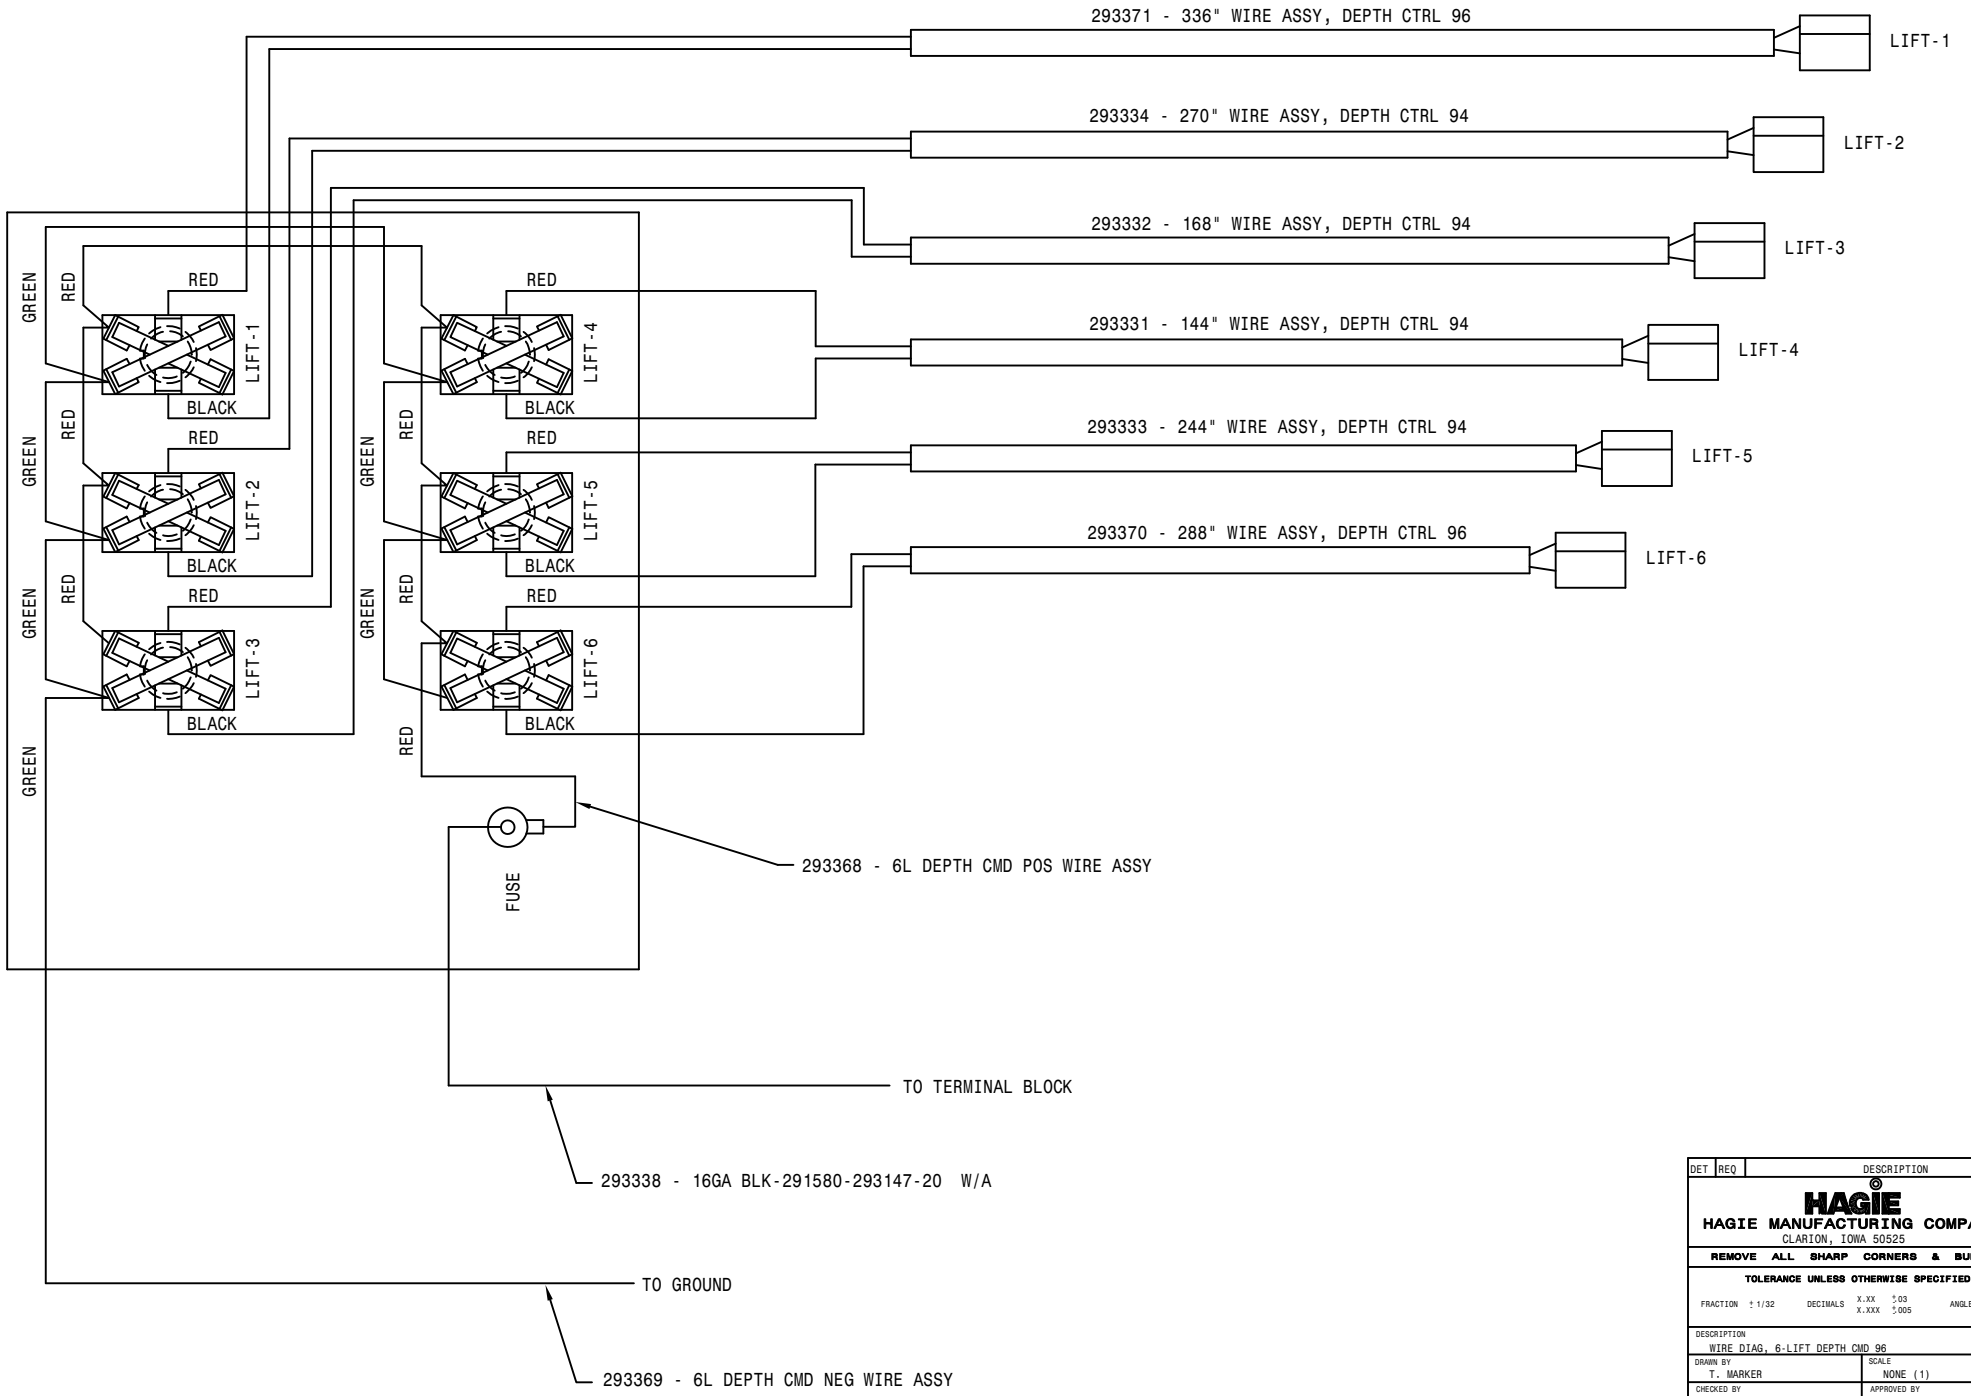 293371 - 336" WIRE ASSY, DEPTH CTRL 96
LIFT-1
293334 - 270" WIRE ASSY, DEPTH CTRL 94
LIFT-2
293332 - 168" WIRE ASSY, DEPTH CTRL 94
LIFT-3
293331 - 144" WIRE ASSY, DEPTH CTRL 94
LIFT-4
293333 - 244" WIRE ASSY, DEPTH CTRL 94
LIFT-5
293370 - 288" WIRE ASSY, DEPTH CTRL 96
LIFT-6
GREEN
RED
RED
LIFT-1
BLACK
RED
LIFT-4
BLACK
GREEN
RED
RED
LIFT-2
BLACK
GREEN
RED
RED
LIFT-5
BLACK
GREEN
RED
RED
LIFT-3
BLACK
GREEN
RED
RED
LIFT-6
BLACK
GREEN
RED
FUSE
293368 - 6L DEPTH CMD POS WIRE ASSY
TO TERMINAL BLOCK
293338 - 16GA BLK-291580-293147-20 W/A
TO GROUND
293369 - 6L DEPTH CMD NEG WIRE ASSY
DET REQ DESCRIPTION
HAGIE
HAGIE MANUFACTURING COMPA
CLARION, IOWA 50525
REMOVE ALL SHARP CORNERS & BU
TOLERANCE UNLESS OTHERWISE SPECIFIED
FRACTION ± 1/32 DECIMALS X.XX ±.03 ANGLE
X.XXX ±.005
DESCRIPTION
WIRE DIAG, 6-LIFT DEPTH CMD 96
DRAWN BY SCALE
T. MARKER NONE (1)
CHECKED BY APPROVED BY